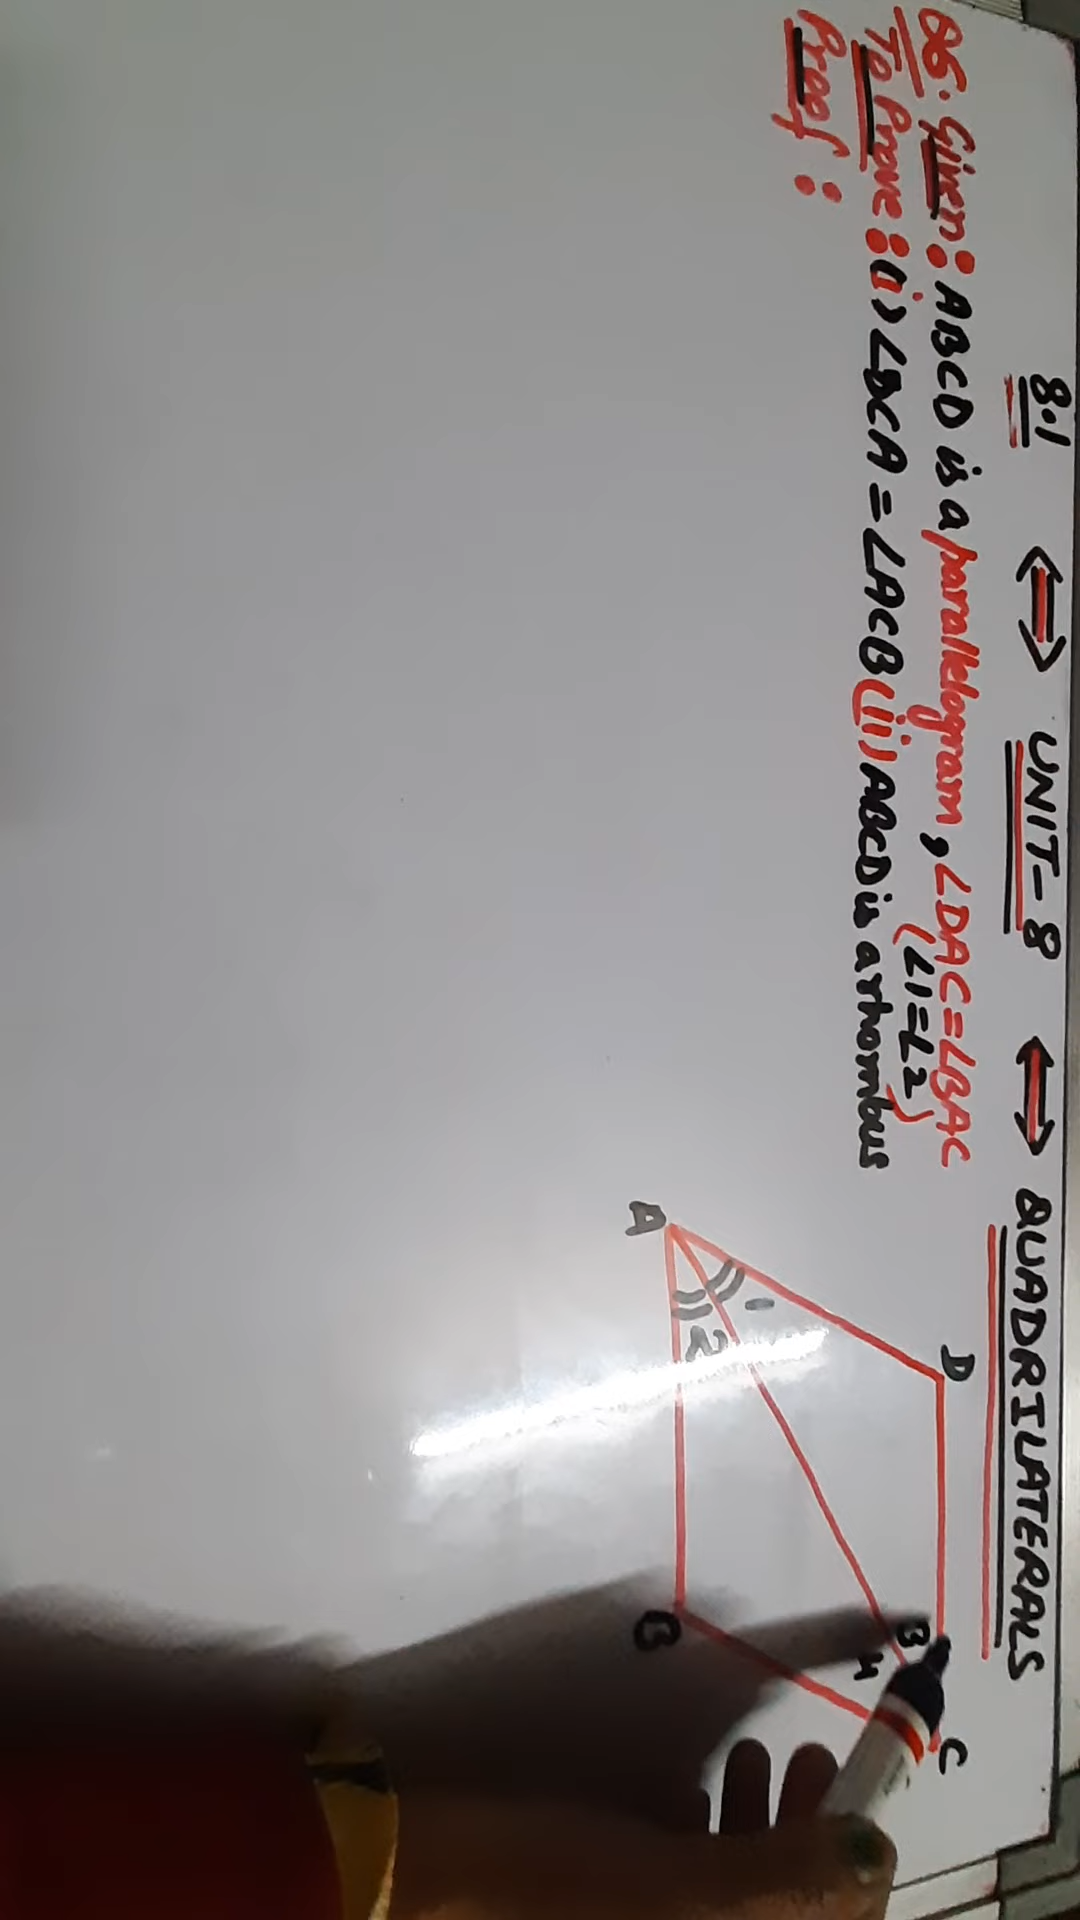 8.1 ⇔ UNIT-8 ⇔ QUADRILATERALS
Q5. Given: ABCD is a parallelogram, ∠DAC=∠BAC
(∠1=∠2)
To Prove: (i) ∠DCA = ∠ACB (ii) ABCD is a rhombus
Proof:
D
C
1
2
3
4
A
B